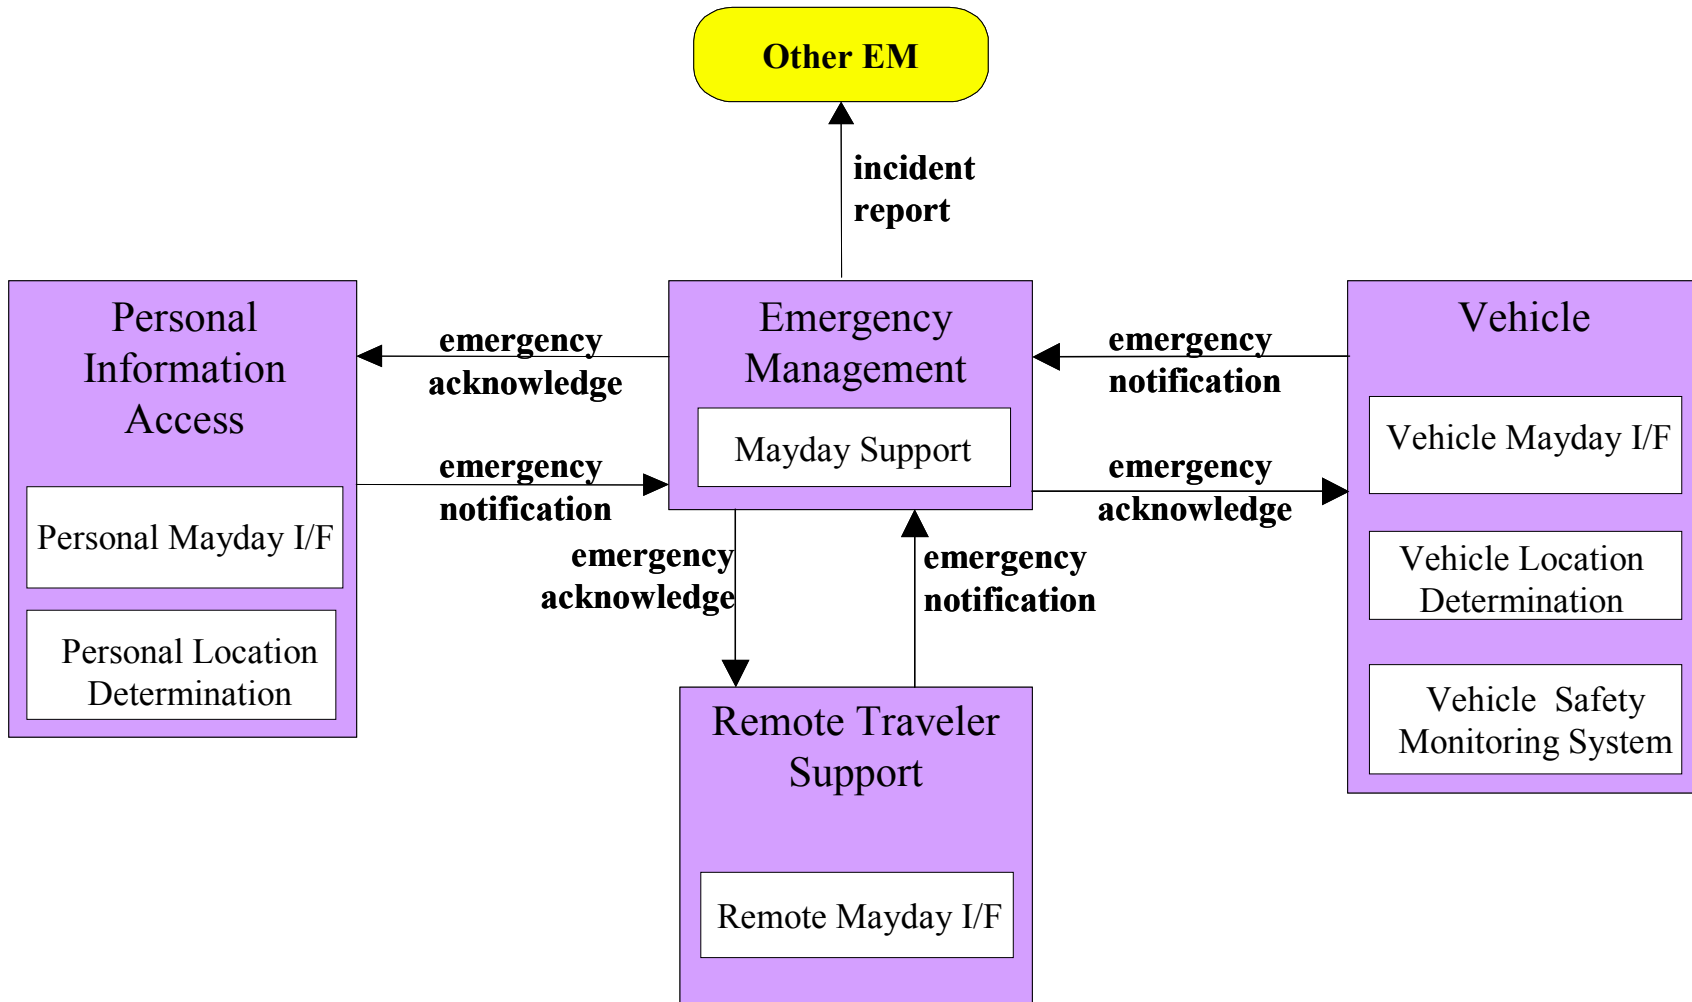 Other EM
incident
report
Personal
Information
Access
emergency
acknowledge
emergency
notification
Personal Mayday I/F
Personal Location
Determination
Emergency
Management
Mayday Support
emergency
acknowledge
emergency
notification
Remote Traveler
Support
Remote Mayday I/F
emergency
notification
emergency
acknowledge
Vehicle
Vehicle Mayday I/F
Vehicle Location
Determination
Vehicle Safety
Monitoring System